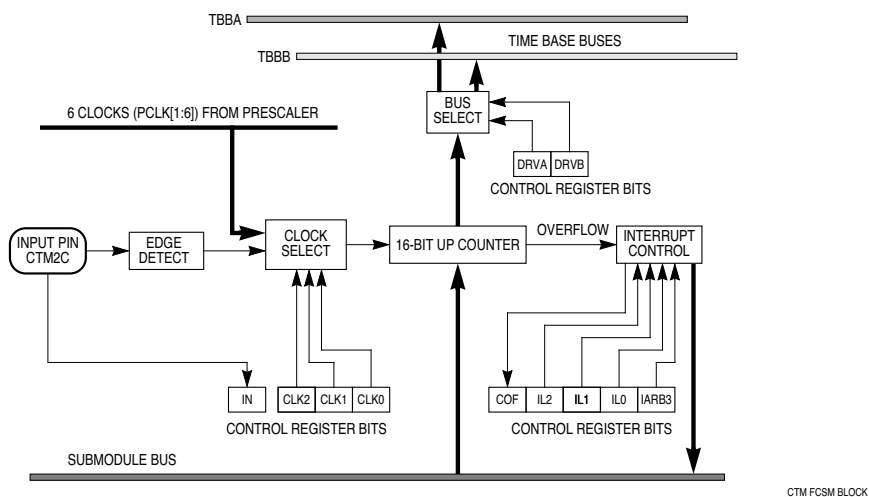 TBBA
TIME BASE BUSES
TBBB
6 CLOCKS (PCLK[1:6]) FROM PRESCALER
BUS
SELECT
DRVA DRVB
CONTROL REGISTER BITS
INPUT PIN
CTM2C
EDGE
DETECT
CLOCK
SELECT
16-BIT UP COUNTER
OVERFLOW
INTERRUPT
CONTROL
IN
CLK2 CLK1 CLK0
CONTROL REGISTER BITS
COF IL2 IL1 IL0 IARB3
CONTROL REGISTER BITS
SUBMODULE BUS
CTM FCSM BLOCK